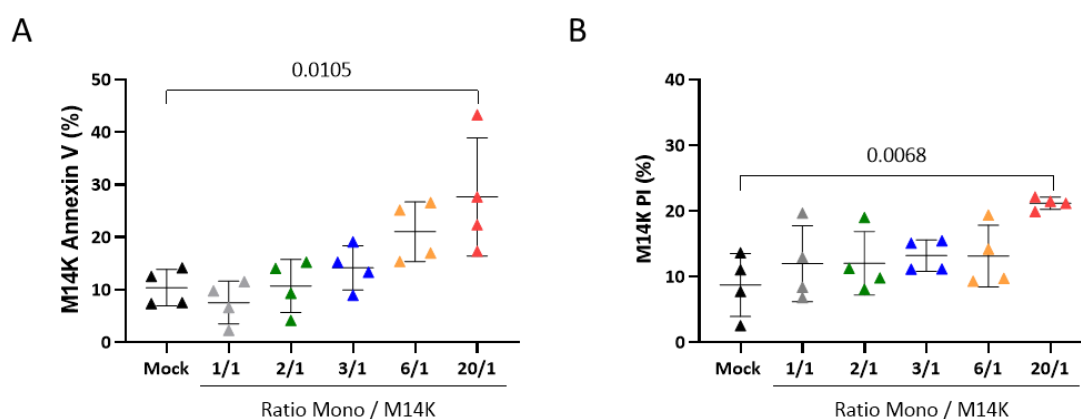 A
M14K Annexin V (%)
50
40
30
20
10
0
0.0105
Mock 1/1 2/1 3/1 6/1 20/1
Ratio Mono / M14K
B
M14K PI (%)
40
30
20
10
0
0.0068
Mock 1/1 2/1 3/1 6/1 20/1
Ratio Mono / M14K